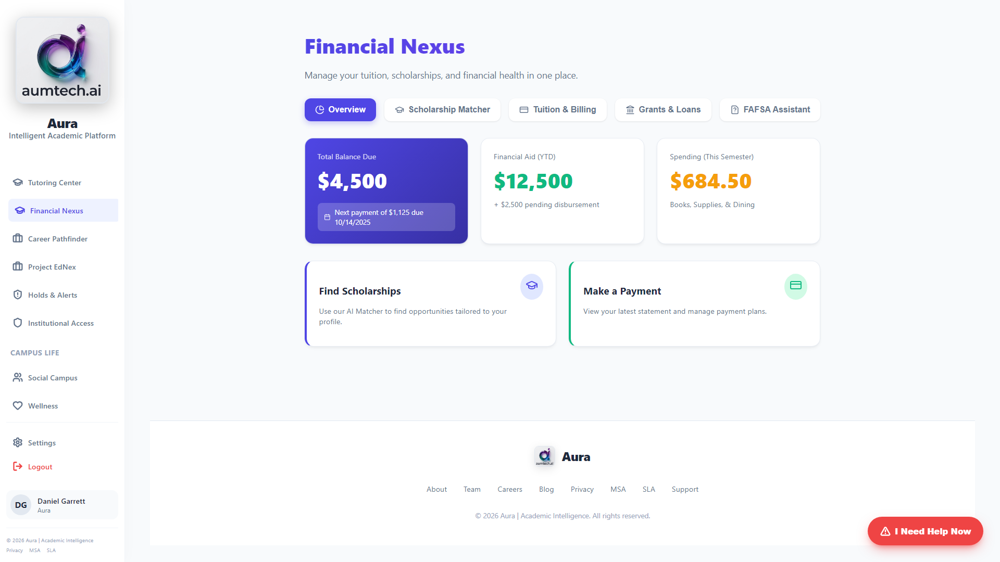 aumtech.ai
Aura
Intelligent Academic Platform
Tutoring Center
Financial Nexus
Career Pathfinder
Project EdNex
Holds & Alerts
Institutional Access
CAMPUS LIFE
Social Campus
Wellness
Settings
Logout
DG
Daniel Garrett
Aura
© 2026 Aura | Academic Intelligence
Privacy MSA SLA
Financial Nexus
Manage your tuition, scholarships, and financial health in one place.
Overview
Scholarship Matcher
Tuition & Billing
Grants & Loans
FAFSA Assistant
Total Balance Due
$4,500
Next payment of $1,125 due
10/14/2025
Financial Aid (YTD)
$12,500
+ $2,500 pending disbursement
Spending (This Semester)
$684.50
Books, Supplies, & Dining
Find Scholarships
Use our AI Matcher to find opportunities tailored to your
profile.
Make a Payment
View your latest statement and manage payment plans.
aumtech.ai
Aura
About Team Careers Blog Privacy MSA SLA Support
© 2026 Aura | Academic Intelligence. All rights reserved.
I Need Help Now